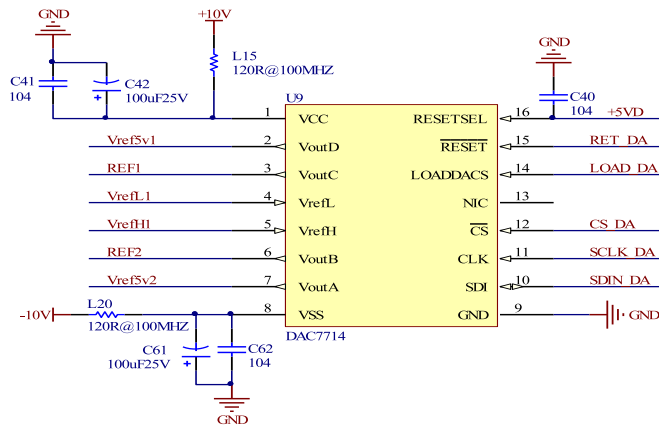 GND
+10V
C41
104
C42
100uF25V
L15
120R@100MHZ
GND
C40
104
+5VD
U9
1 VCC RESETSEL 16
Vref5v1 2 VoutD RESET 15 RET_DA
REF1 3 VoutC LOADDACS 14 LOAD_DA
VrefL1 4 VrefL NIC 13
VrefH1 5 VrefH CS 12 CS_DA
REF2 6 VoutB CLK 11 SCLK_DA
Vref5v2 7 VoutA SDI 10 SDIN_DA
-10V L20 8 VSS GND 9 GND
120R@100MHZ
DAC7714
C61
100uF25V
C62
104
GND